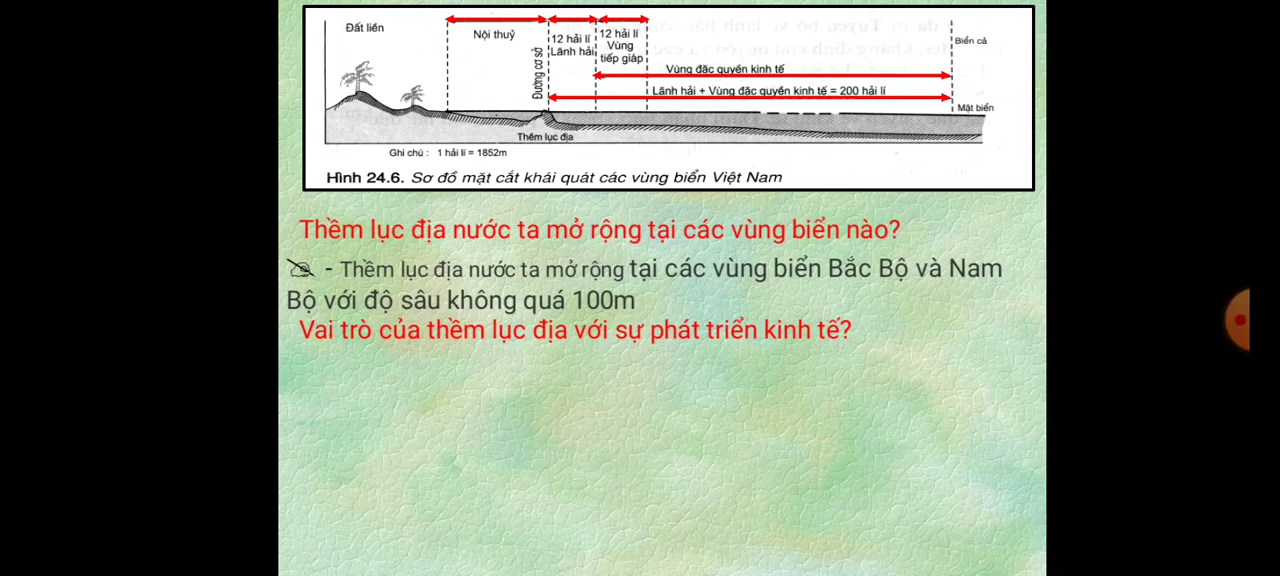 Đất liền
Nội thuỷ
Đường cơ sở
12 hải lí
Lãnh hải
12 hải lí
Vùng
tiếp giáp
Biển cả
Vùng đặc quyền kinh tế
Lãnh hải + Vùng đặc quyền kinh tế = 200 hải lí
Mặt biển
Thềm lục địa
Ghi chú : 1 hải lí = 1852m
Hình 24.6. Sơ đồ mặt cắt khái quát các vùng biển Việt Nam
Thềm lục địa nước ta mở rộng tại các vùng biển nào?
- Thềm lục địa nước ta mở rộng tại các vùng biển Bắc Bộ và Nam
Bộ với độ sâu không quá 100m
Vai trò của thềm lục địa với sự phát triển kinh tế?